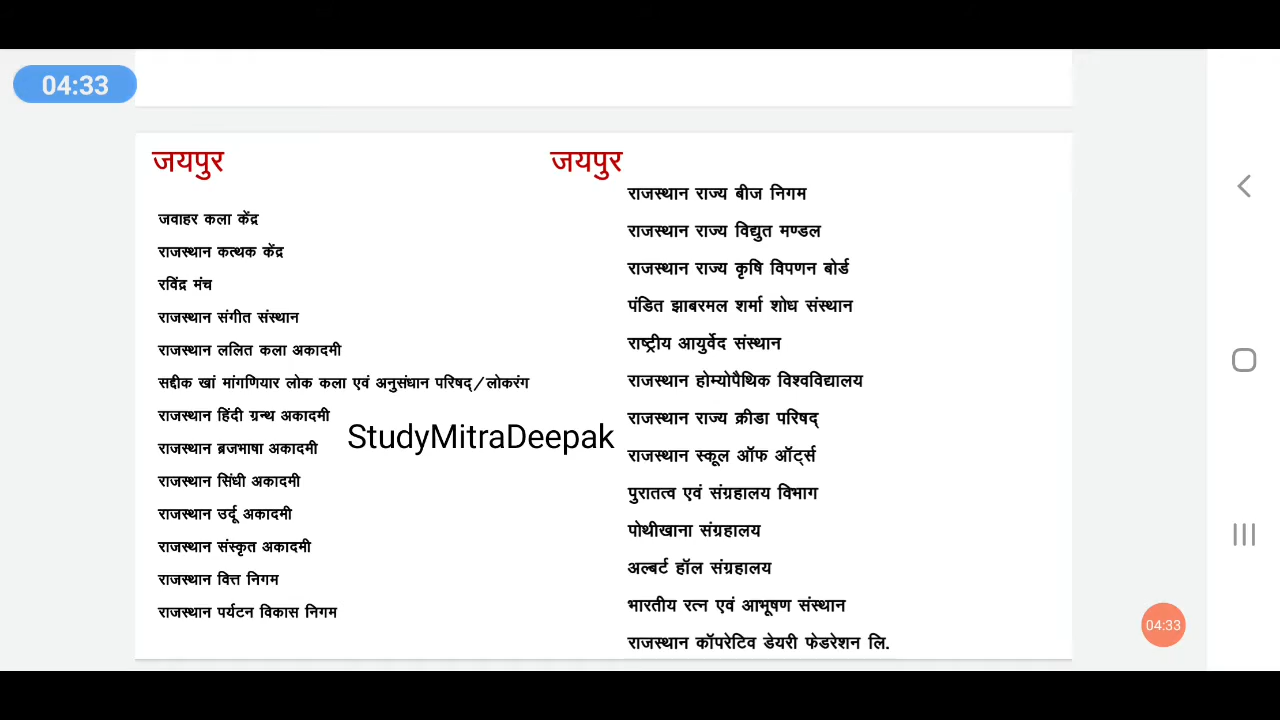 04:33
जयपुर
जवाहर कला केंद्र
राजस्थान कत्थक केंद्र
रविंद्र मंच
राजस्थान संगीत संस्थान
राजस्थान ललित कला अकादमी
सद्दीक खां मांगणियार लोक कला एवं अनुसंधान परिषद्/लोकरंग
राजस्थान हिंदी ग्रन्थ अकादमी
राजस्थान ब्रजभाषा अकादमी
राजस्थान सिंधी अकादमी
राजस्थान उर्दू अकादमी
राजस्थान संस्कृत अकादमी
राजस्थान वित्त निगम
राजस्थान पर्यटन विकास निगम
StudyMitraDeepak
जयपुर
राजस्थान राज्य बीज निगम
राजस्थान राज्य विद्युत मण्डल
राजस्थान राज्य कृषि विपणन बोर्ड
पंडित झाबरमल शर्मा शोध संस्थान
राष्ट्रीय आयुर्वेद संस्थान
राजस्थान होम्योपैथिक विश्वविद्यालय
राजस्थान राज्य क्रीडा परिषद्
राजस्थान स्कूल ऑफ ऑर्ट्स
पुरातत्व एवं संग्रहालय विभाग
पोथीखाना संग्रहालय
अल्बर्ट हॉल संग्रहालय
भारतीय रत्न एवं आभूषण संस्थान
राजस्थान कॉपरेटिव डेयरी फेडरेशन लि.
04:33